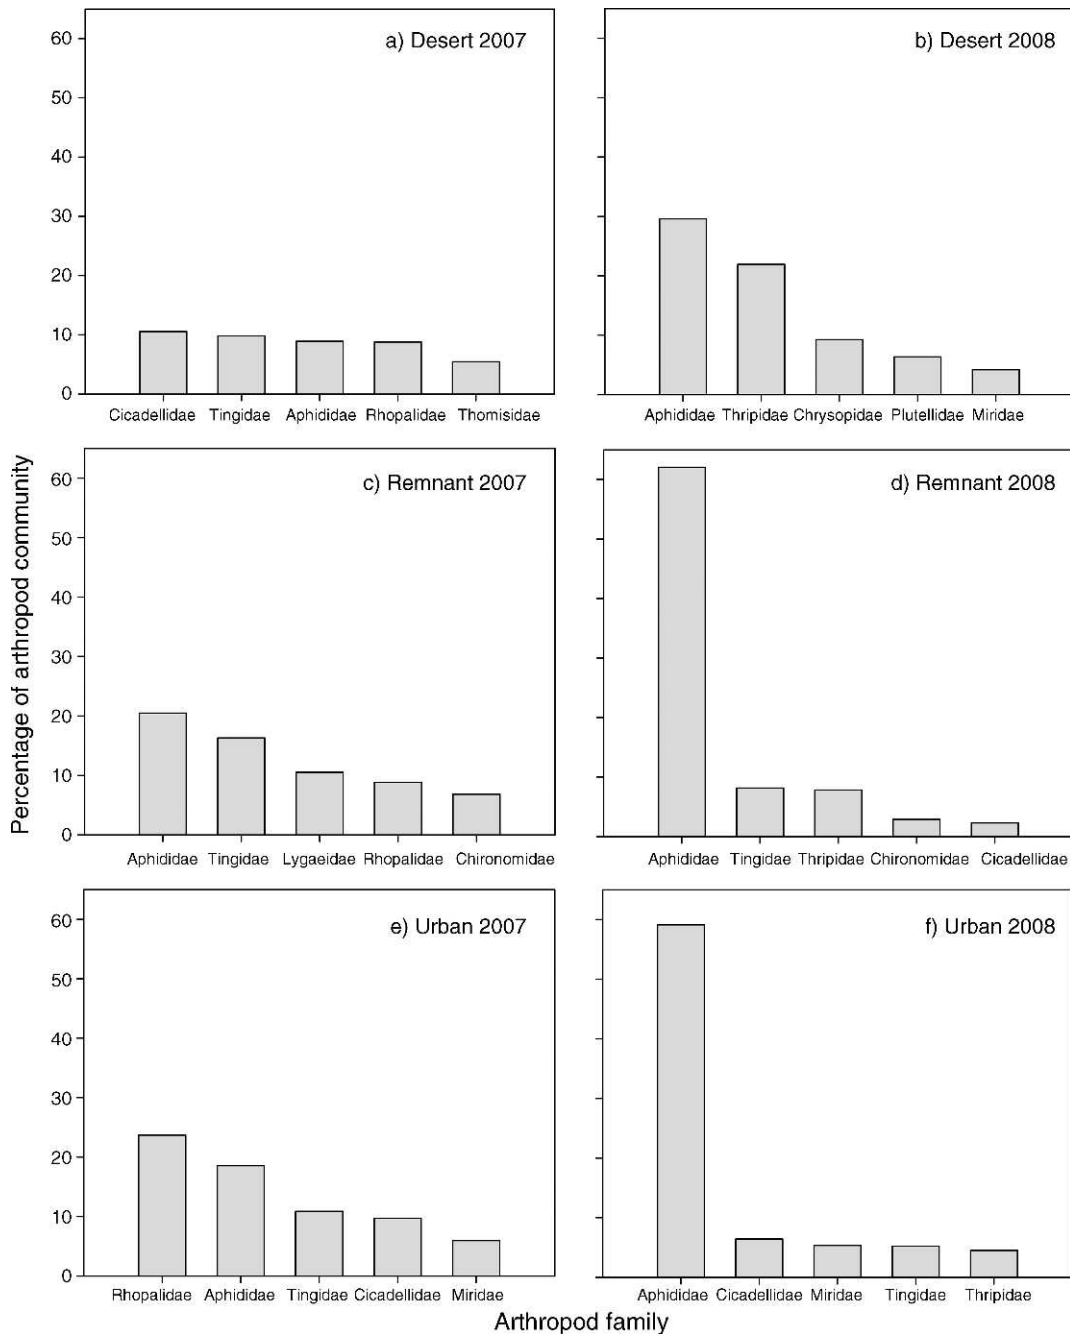 a) Desert 2007
60
50
40
30
20
10
0
Cicadellidae Tingidae Aphididae Rhopalidae Thomisidae
b) Desert 2008
Aphididae Thripidae Chrysopidae Plutellidae Miridae
Percentage of arthropod community
c) Remnant 2007
60
50
40
30
20
10
0
Aphididae Tingidae Lygaeidae Rhopalidae Chironomidae
d) Remnant 2008
Aphididae Tingidae Thripidae Chironomidae Cicadellidae
e) Urban 2007
60
50
40
30
20
10
0
Rhopalidae Aphididae Tingidae Cicadellidae Miridae
f) Urban 2008
Aphididae Cicadellidae Miridae Tingidae Thripidae
Arthropod family